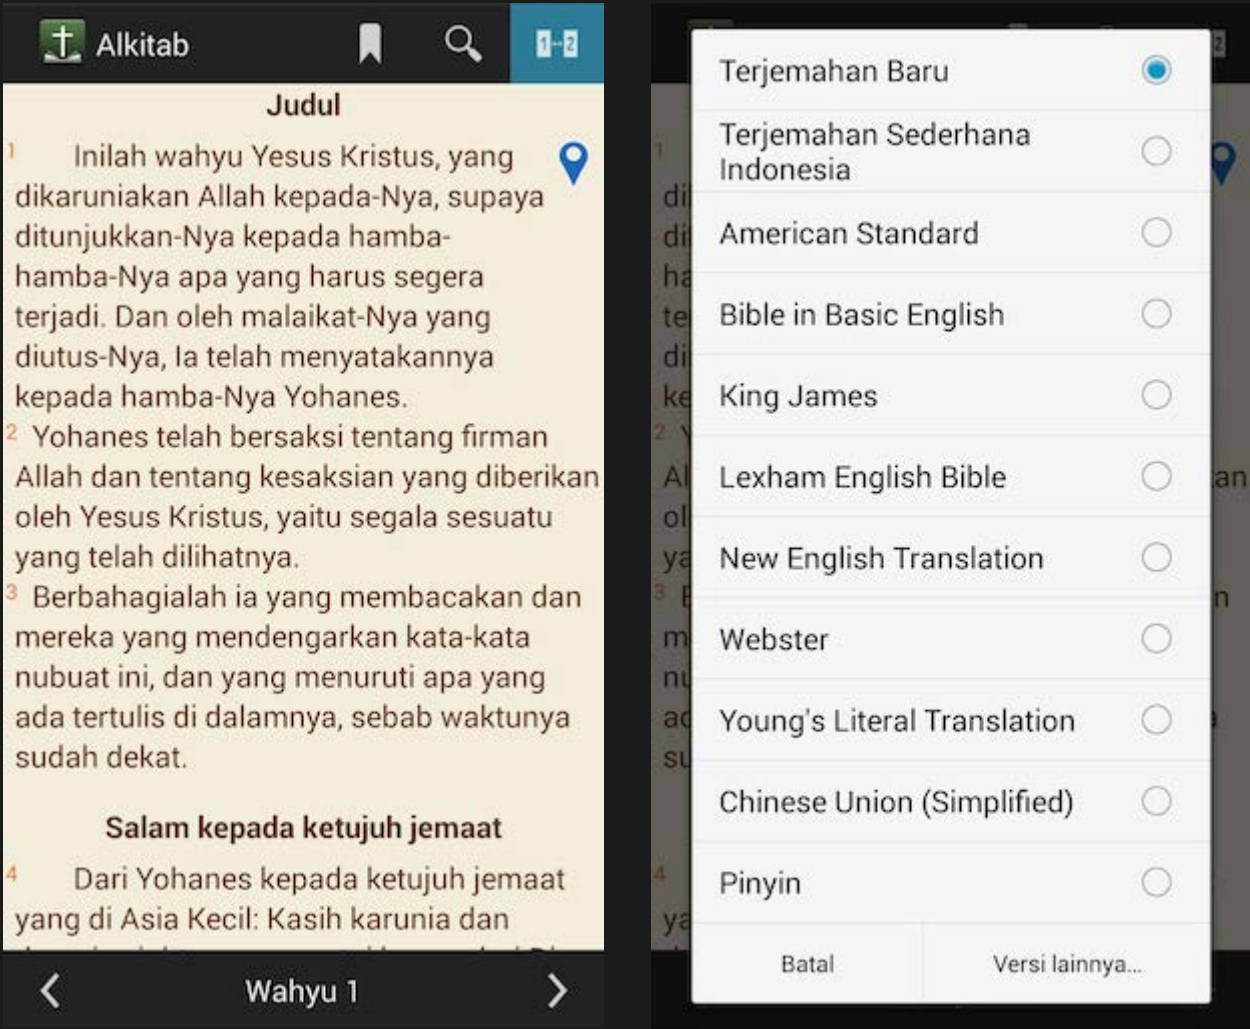 Alkitab
1 2
Judul
1 Inilah wahyu Yesus Kristus, yang
dikaruniakan Allah kepada-Nya, supaya
ditunjukkan-Nya kepada hamba-
hamba-Nya apa yang harus segera
terjadi. Dan oleh malaikat-Nya yang
diutus-Nya, Ia telah menyatakannya
kepada hamba-Nya Yohanes.
2 Yohanes telah bersaksi tentang firman
Allah dan tentang kesaksian yang diberikan
oleh Yesus Kristus, yaitu segala sesuatu
yang telah dilihatnya.
3 Berbahagialah ia yang membacakan dan
mereka yang mendengarkan kata-kata
nubuat ini, dan yang menuruti apa yang
ada tertulis di dalamnya, sebab waktunya
sudah dekat.
Salam kepada ketujuh jemaat
4 Dari Yohanes kepada ketujuh jemaat
yang di Asia Kecil: Kasih karunia dan
Wahyu 1
Terjemahan Baru
Terjemahan Sederhana
Indonesia
American Standard
Bible in Basic English
King James
Lexham English Bible
New English Translation
Webster
Young's Literal Translation
Chinese Union (Simplified)
Pinyin
Batal
Versi lainnya...